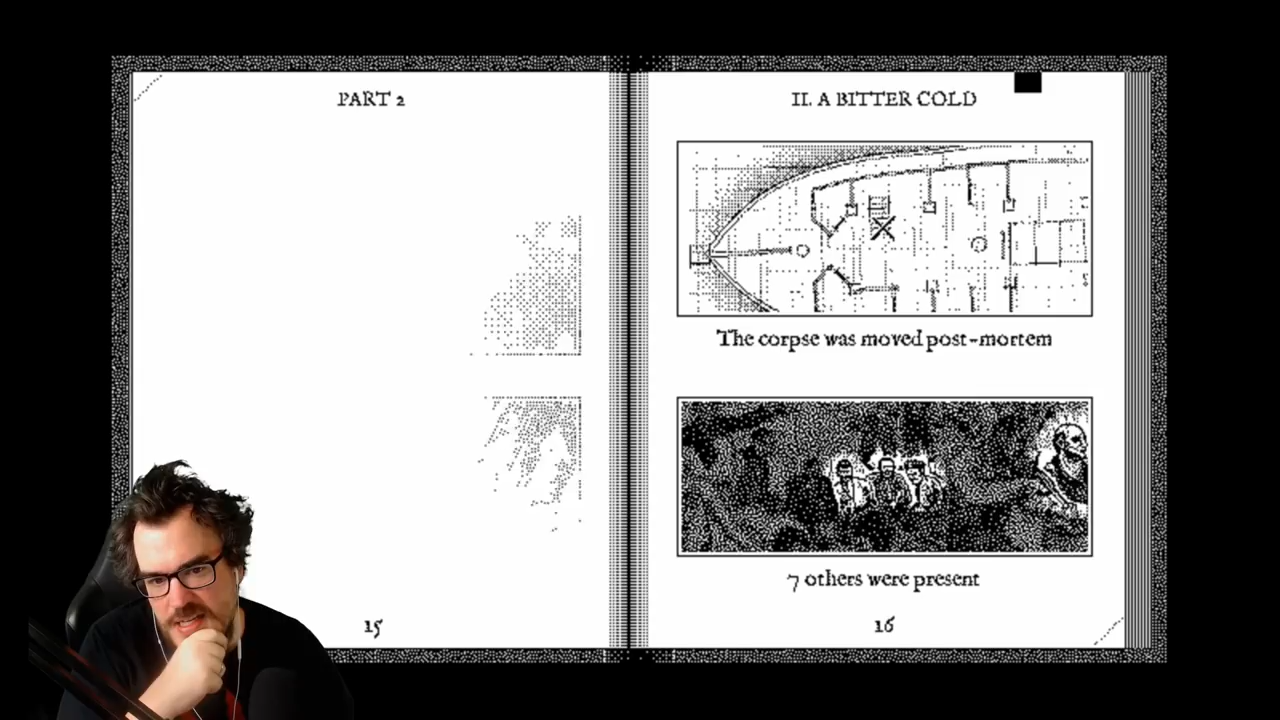 PART 2
15
II. A BITTER COLD
The corpse was moved post-mortem
7 others were present
16